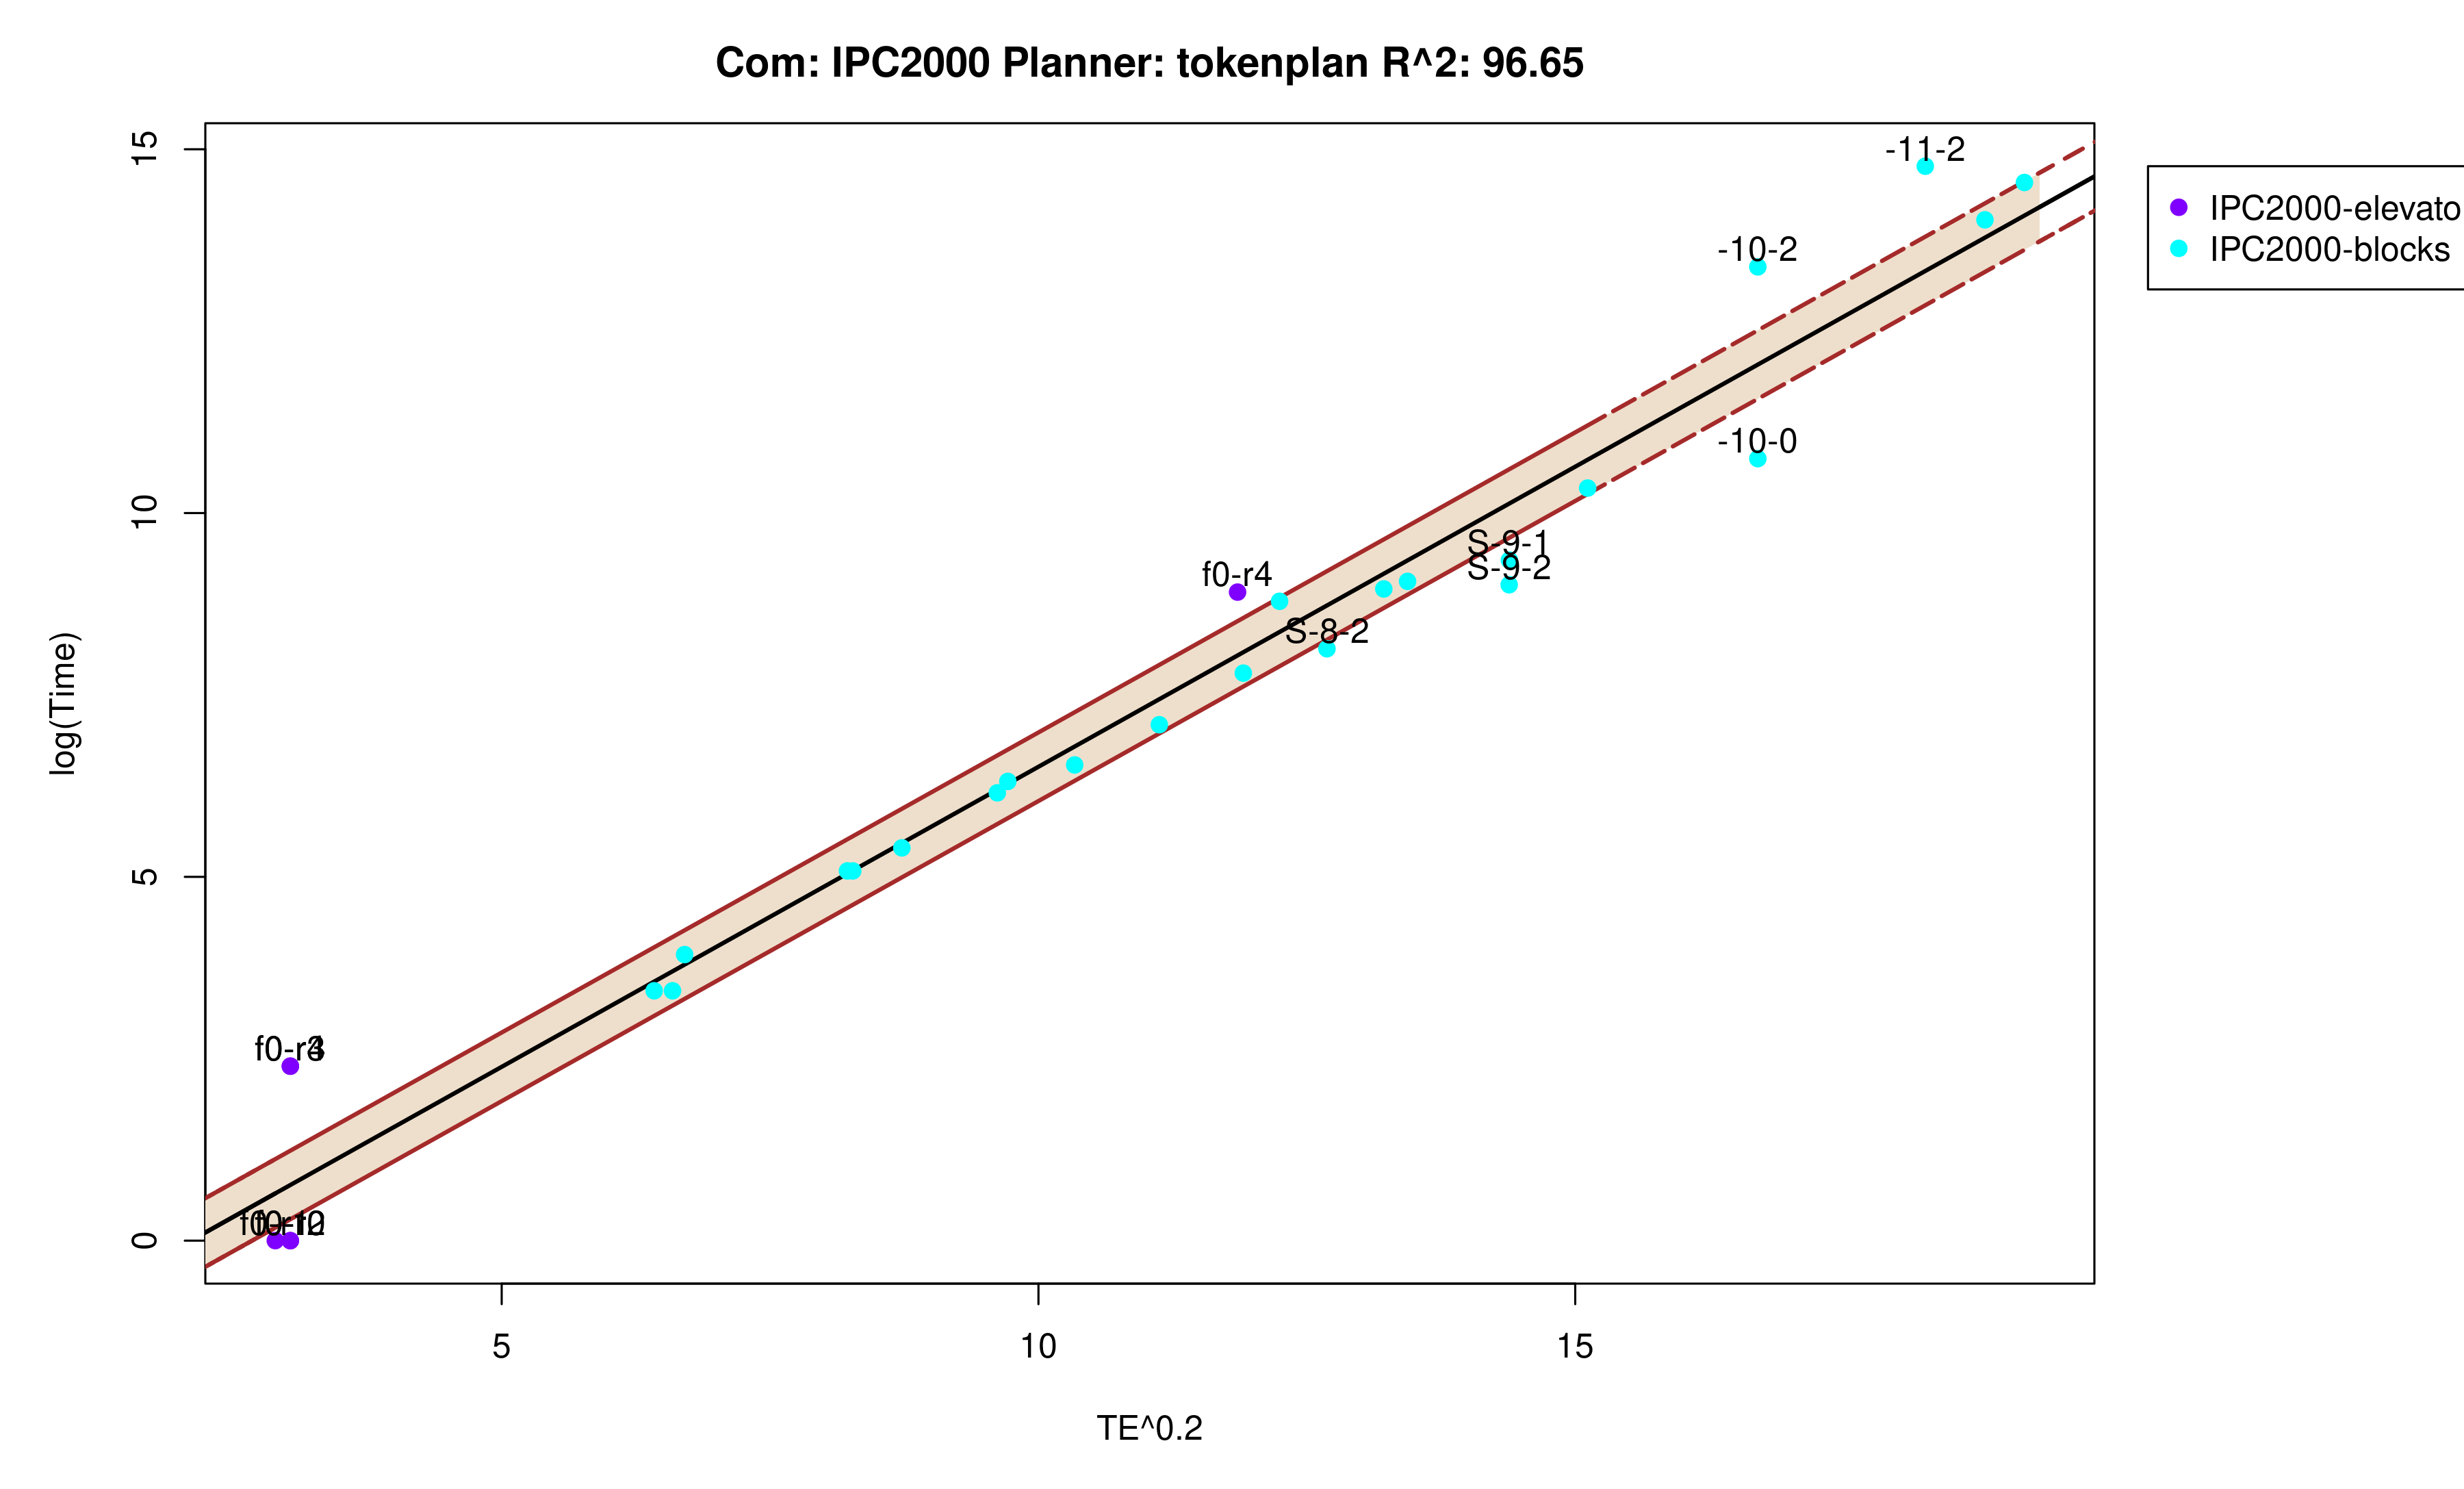 Com: IPC2000 Planner: tokenplan R^2: 96.65
15
10
5
0
log(Time)
-11-2
-10-2
-10-0
S-9-1
S-9-2
f0-r4
S-8-2
5
10
15
TE^0.2
IPC2000-elevato
IPC2000-blocks